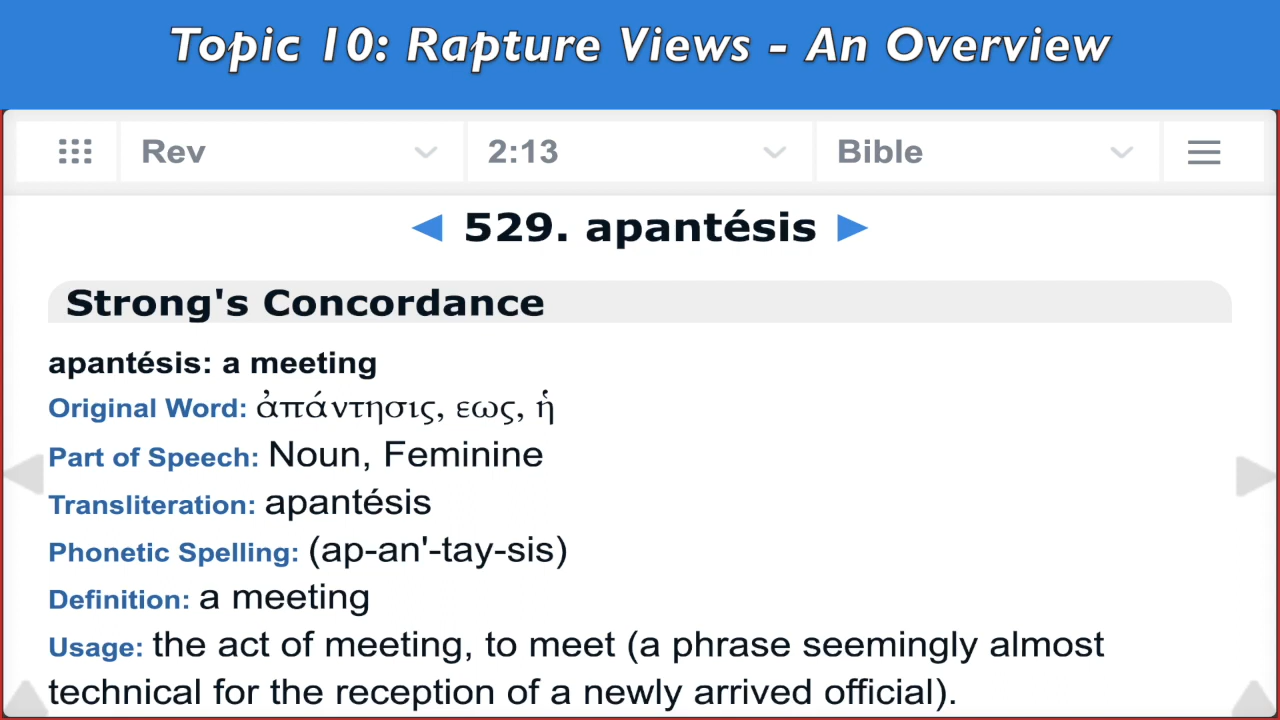 Topic 10: Rapture Views - An Overview
Rev 2:13 Bible
529. apantésis
Strong's Concordance
apantésis: a meeting
Original Word: ἀπάντησις, εως, ἡ
Part of Speech: Noun, Feminine
Transliteration: apantésis
Phonetic Spelling: (ap-an'-tay-sis)
Definition: a meeting
Usage: the act of meeting, to meet (a phrase seemingly almost
technical for the reception of a newly arrived official).